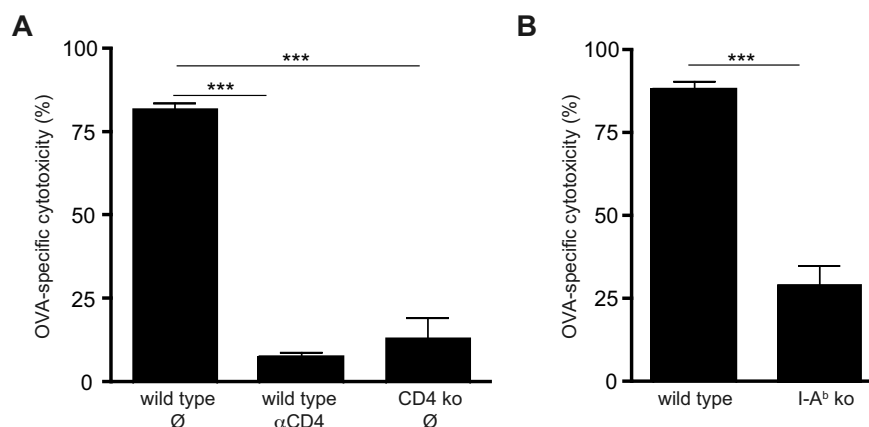 A
OVA-specific cytotoxicity (%)
100
75
50
25
0
***
***
wild type
Ø
wild type
αCD4
CD4 ko
Ø
B
OVA-specific cytotoxicity (%)
100
75
50
25
0
***
wild type
I-Aᵇ ko